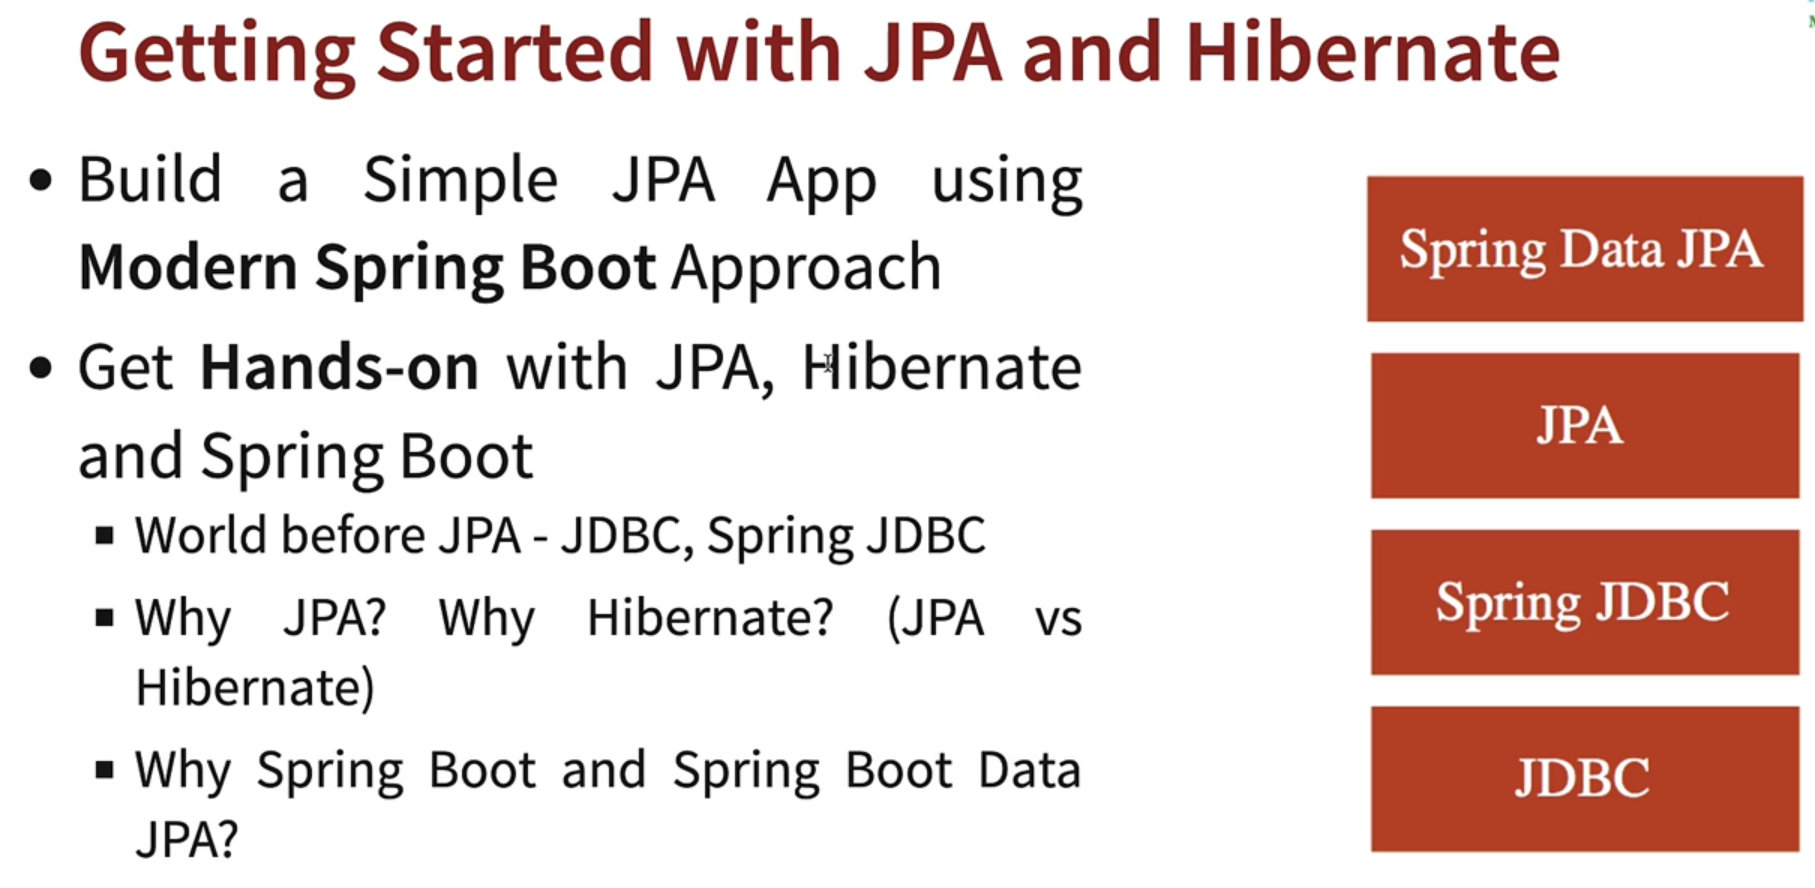 Getting Started with JPA and Hibernate
• Build a Simple JPA App using
Modern Spring Boot Approach
• Get Hands-on with JPA, Hibernate
and Spring Boot
▪ World before JPA - JDBC, Spring JDBC
▪ Why JPA? Why Hibernate? (JPA vs
Hibernate)
▪ Why Spring Boot and Spring Boot Data
JPA?
Spring Data JPA
JPA
Spring JDBC
JDBC